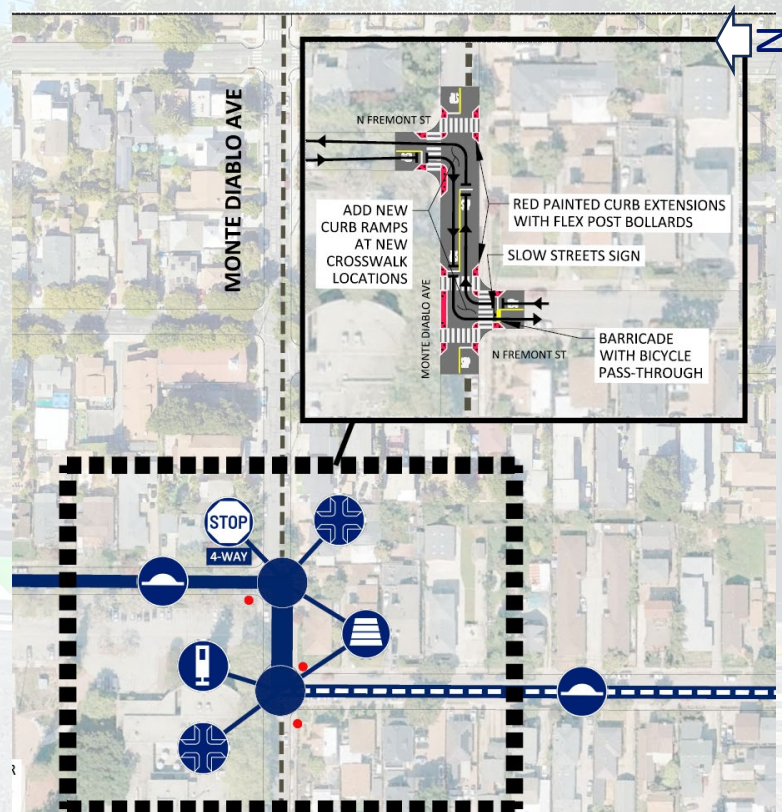 N
MONTE DIABLO AVE
N FREMONT ST
ADD NEW
CURB RAMPS
AT NEW
CROSSWALK
LOCATIONS
RED PAINTED CURB EXTENSIONS
WITH FLEX POST BOLLARDS
SLOW STREETS SIGN
MONTE DIABLO AVE
N FREMONT ST
BARRICADE
WITH BICYCLE
PASS-THROUGH
STOP
4-WAY
R